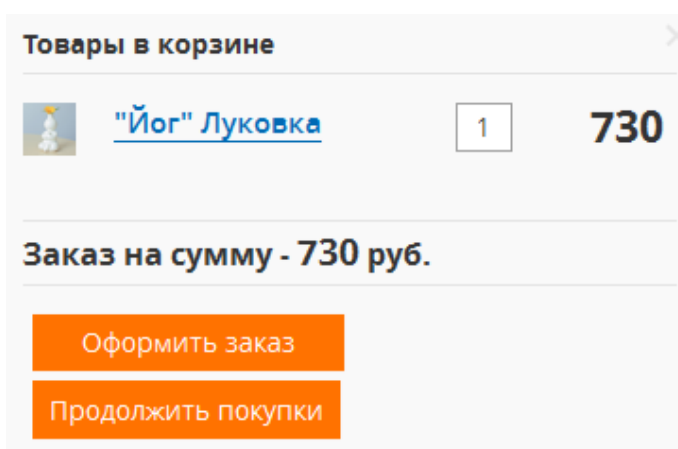 Товары в корзине
"Йог" Луковка 1 730
Заказ на сумму - 730 руб.
Оформить заказ
Продолжить покупки